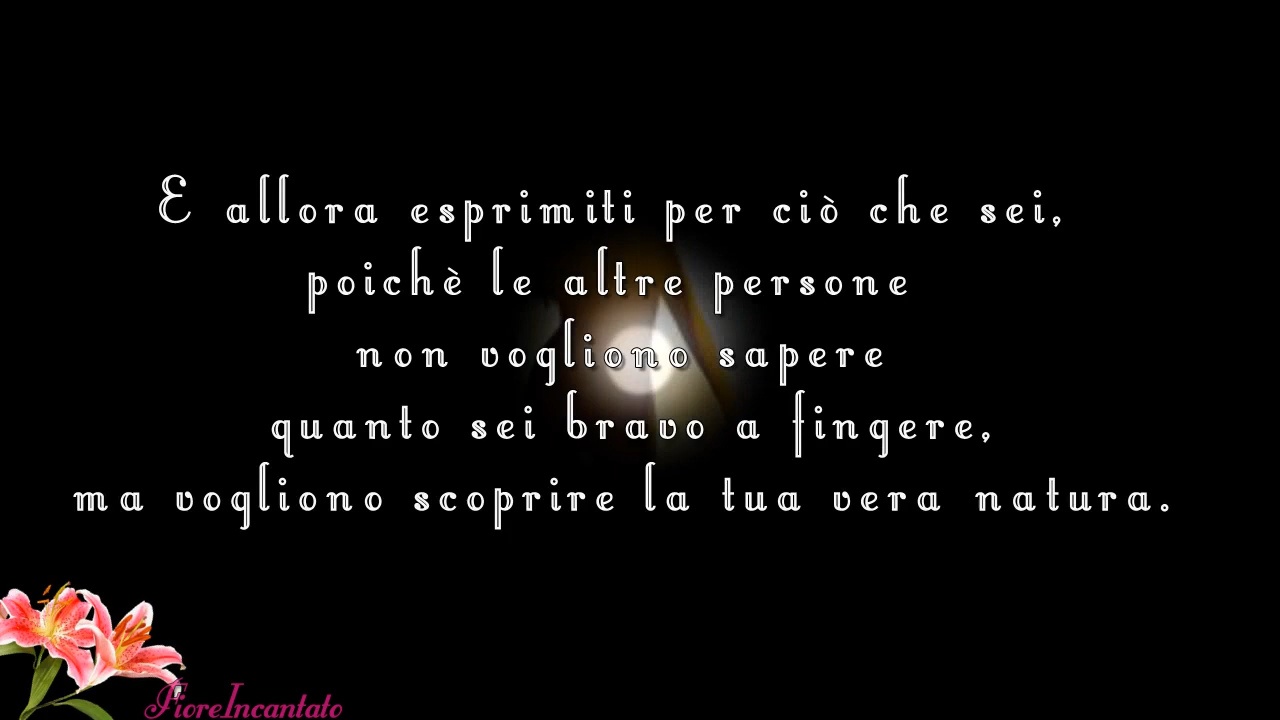 E allora esprimiti per ciò che sei,
poichè le altre persone
non vogliono sapere
quanto sei bravo a fingere,
ma vogliono scoprire la tua vera natura.
FioreIncantato